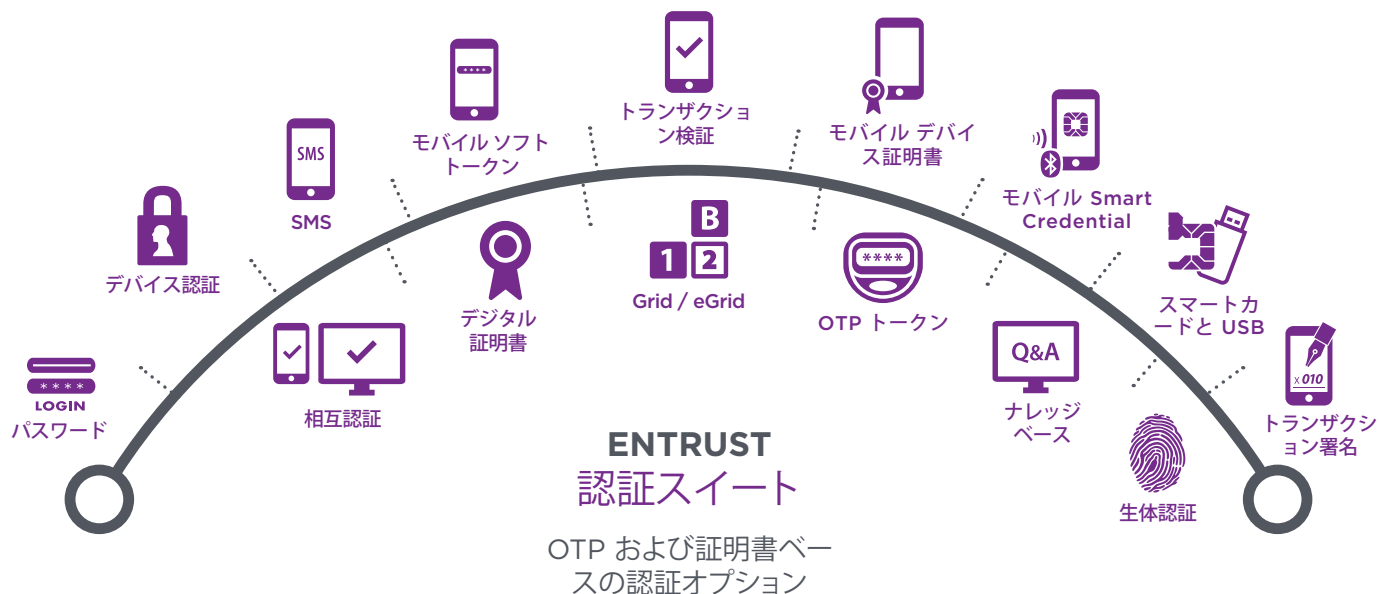 トランザクショ
ン検証
モバイル ソフト
トークン
モバイル デバイ
ス証明書
SMS
SMS
モバイル Smart
Credential
デバイス認証
B
1 2
Grid / eGrid
****
OTP トークン
デジタル
証明書
スマートカ
ードと USB
****
LOGIN
パスワード
相互認証
Q&A
ナレッジ
ベース
x 010
トランザクシ
ョン署名
生体認証
ENTRUST
認証スイート
OTP および証明書ベー
スの認証オプション